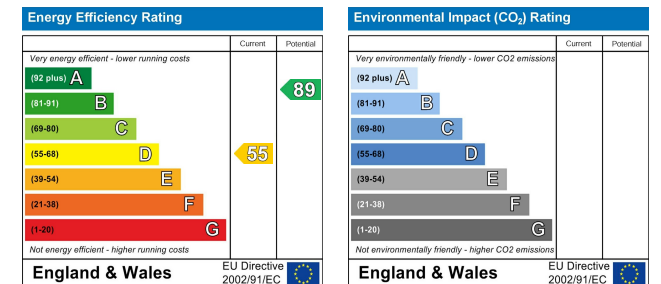 Energy Efficiency Rating
Current Potential
Very energy efficient - lower running costs
(92 plus) A
(81-91) B
(69-80) C
(55-68) D
(39-54) E
(21-38) F
(1-20) G
89
55
Not energy efficient - higher running costs
England & Wales
EU Directive
2002/91/EC
Environmental Impact (CO2) Rating
Current Potential
Very environmentally friendly - lower CO2 emissions
(92 plus) A
(81-91) B
(69-80) C
(55-68) D
(39-54) E
(21-38) F
(1-20) G
Not environmentally friendly - higher CO2 emissions
England & Wales
EU Directive
2002/91/EC